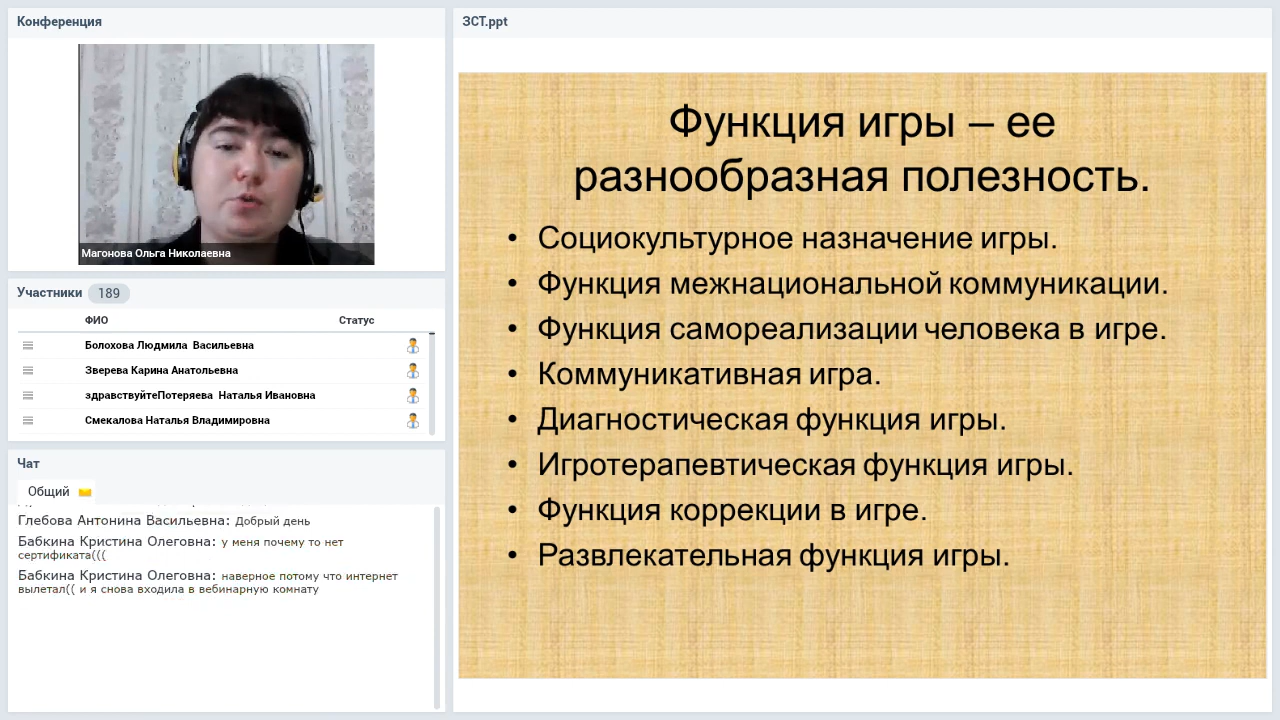 Конференция
Магонова Ольга Николаевна
Участники 189
ФИО Статус
Болохова Людмила Васильевна
Зверева Карина Анатольевна
здравствуйтеПотеряева Наталья Ивановна
Смекалова Наталья Владимировна
Чат
Общий
Глебова Антонина Васильевна: Добрый день
Бабкина Кристина Олеговна: у меня почему то нет
сертификата(((
Бабкина Кристина Олеговна: наверное потому что интернет
вылетал(( и я снова входила в вебинарную комнату
ЗСТ.ppt
Функция игры – ее
разнообразная полезность.
• Социокультурное назначение игры.
• Функция межнациональной коммуникации.
• Функция самореализации человека в игре.
• Коммуникативная игра.
• Диагностическая функция игры.
• Игротерапевтическая функция игры.
• Функция коррекции в игре.
• Развлекательная функция игры.